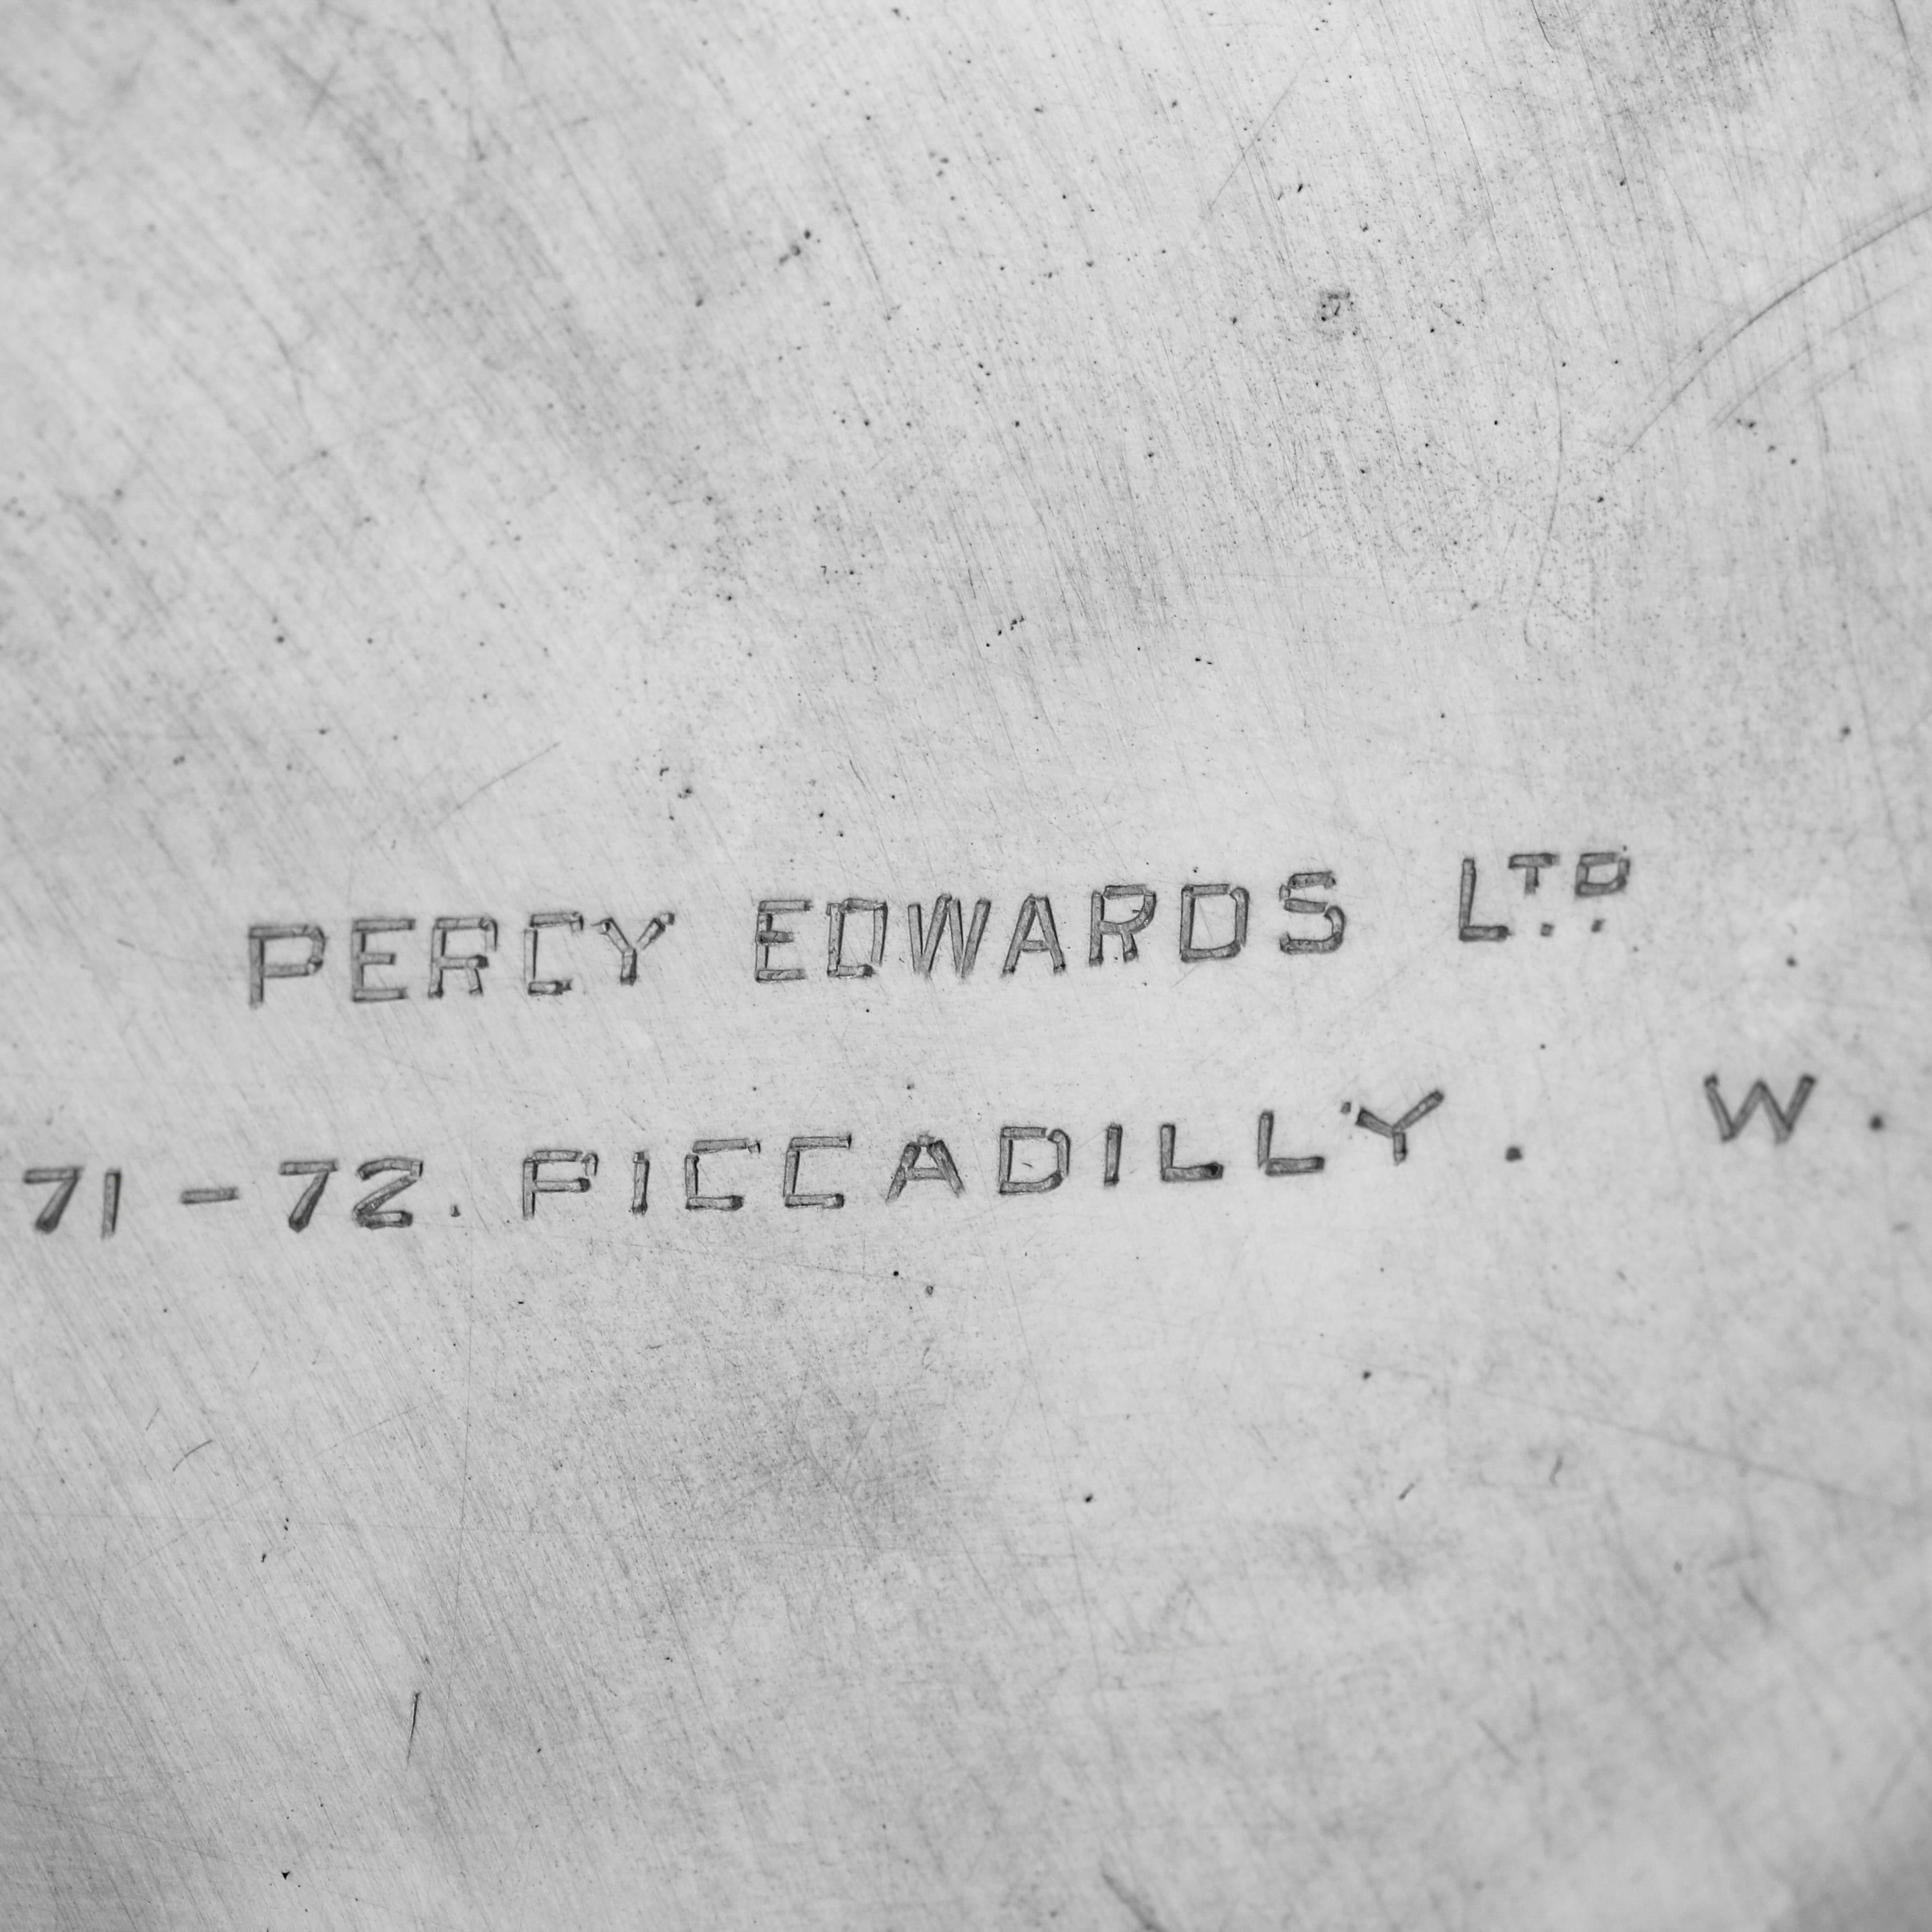 PERCY EDWARDS LTD.
71-72. PICCADILLY. W.